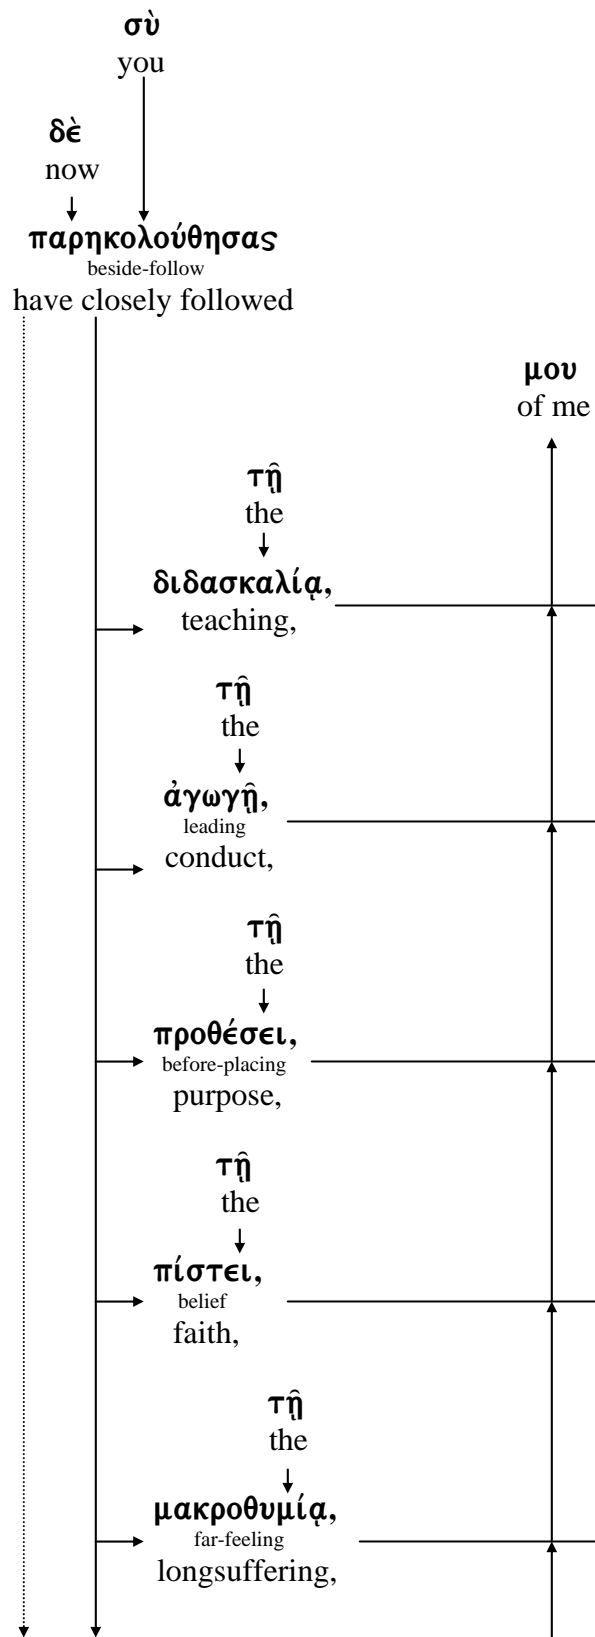 σὺ
you
δὲ
now
παρηκολούθησας
beside-follow
have closely followed
μου
of me
τῇ
the
διδασκαλίᾳ,
teaching,
τῇ
the
ἀγωγῇ,
leading
conduct,
τῇ
the
προθέσει,
before-placing
purpose,
τῇ
the
πίστει,
belief
faith,
τῇ
the
μακροθυμίᾳ,
far-feeling
longsuffering,